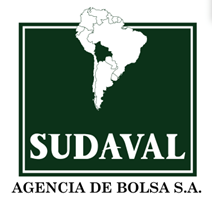 SUDAVAL
AGENCIA DE BOLSA S.A.